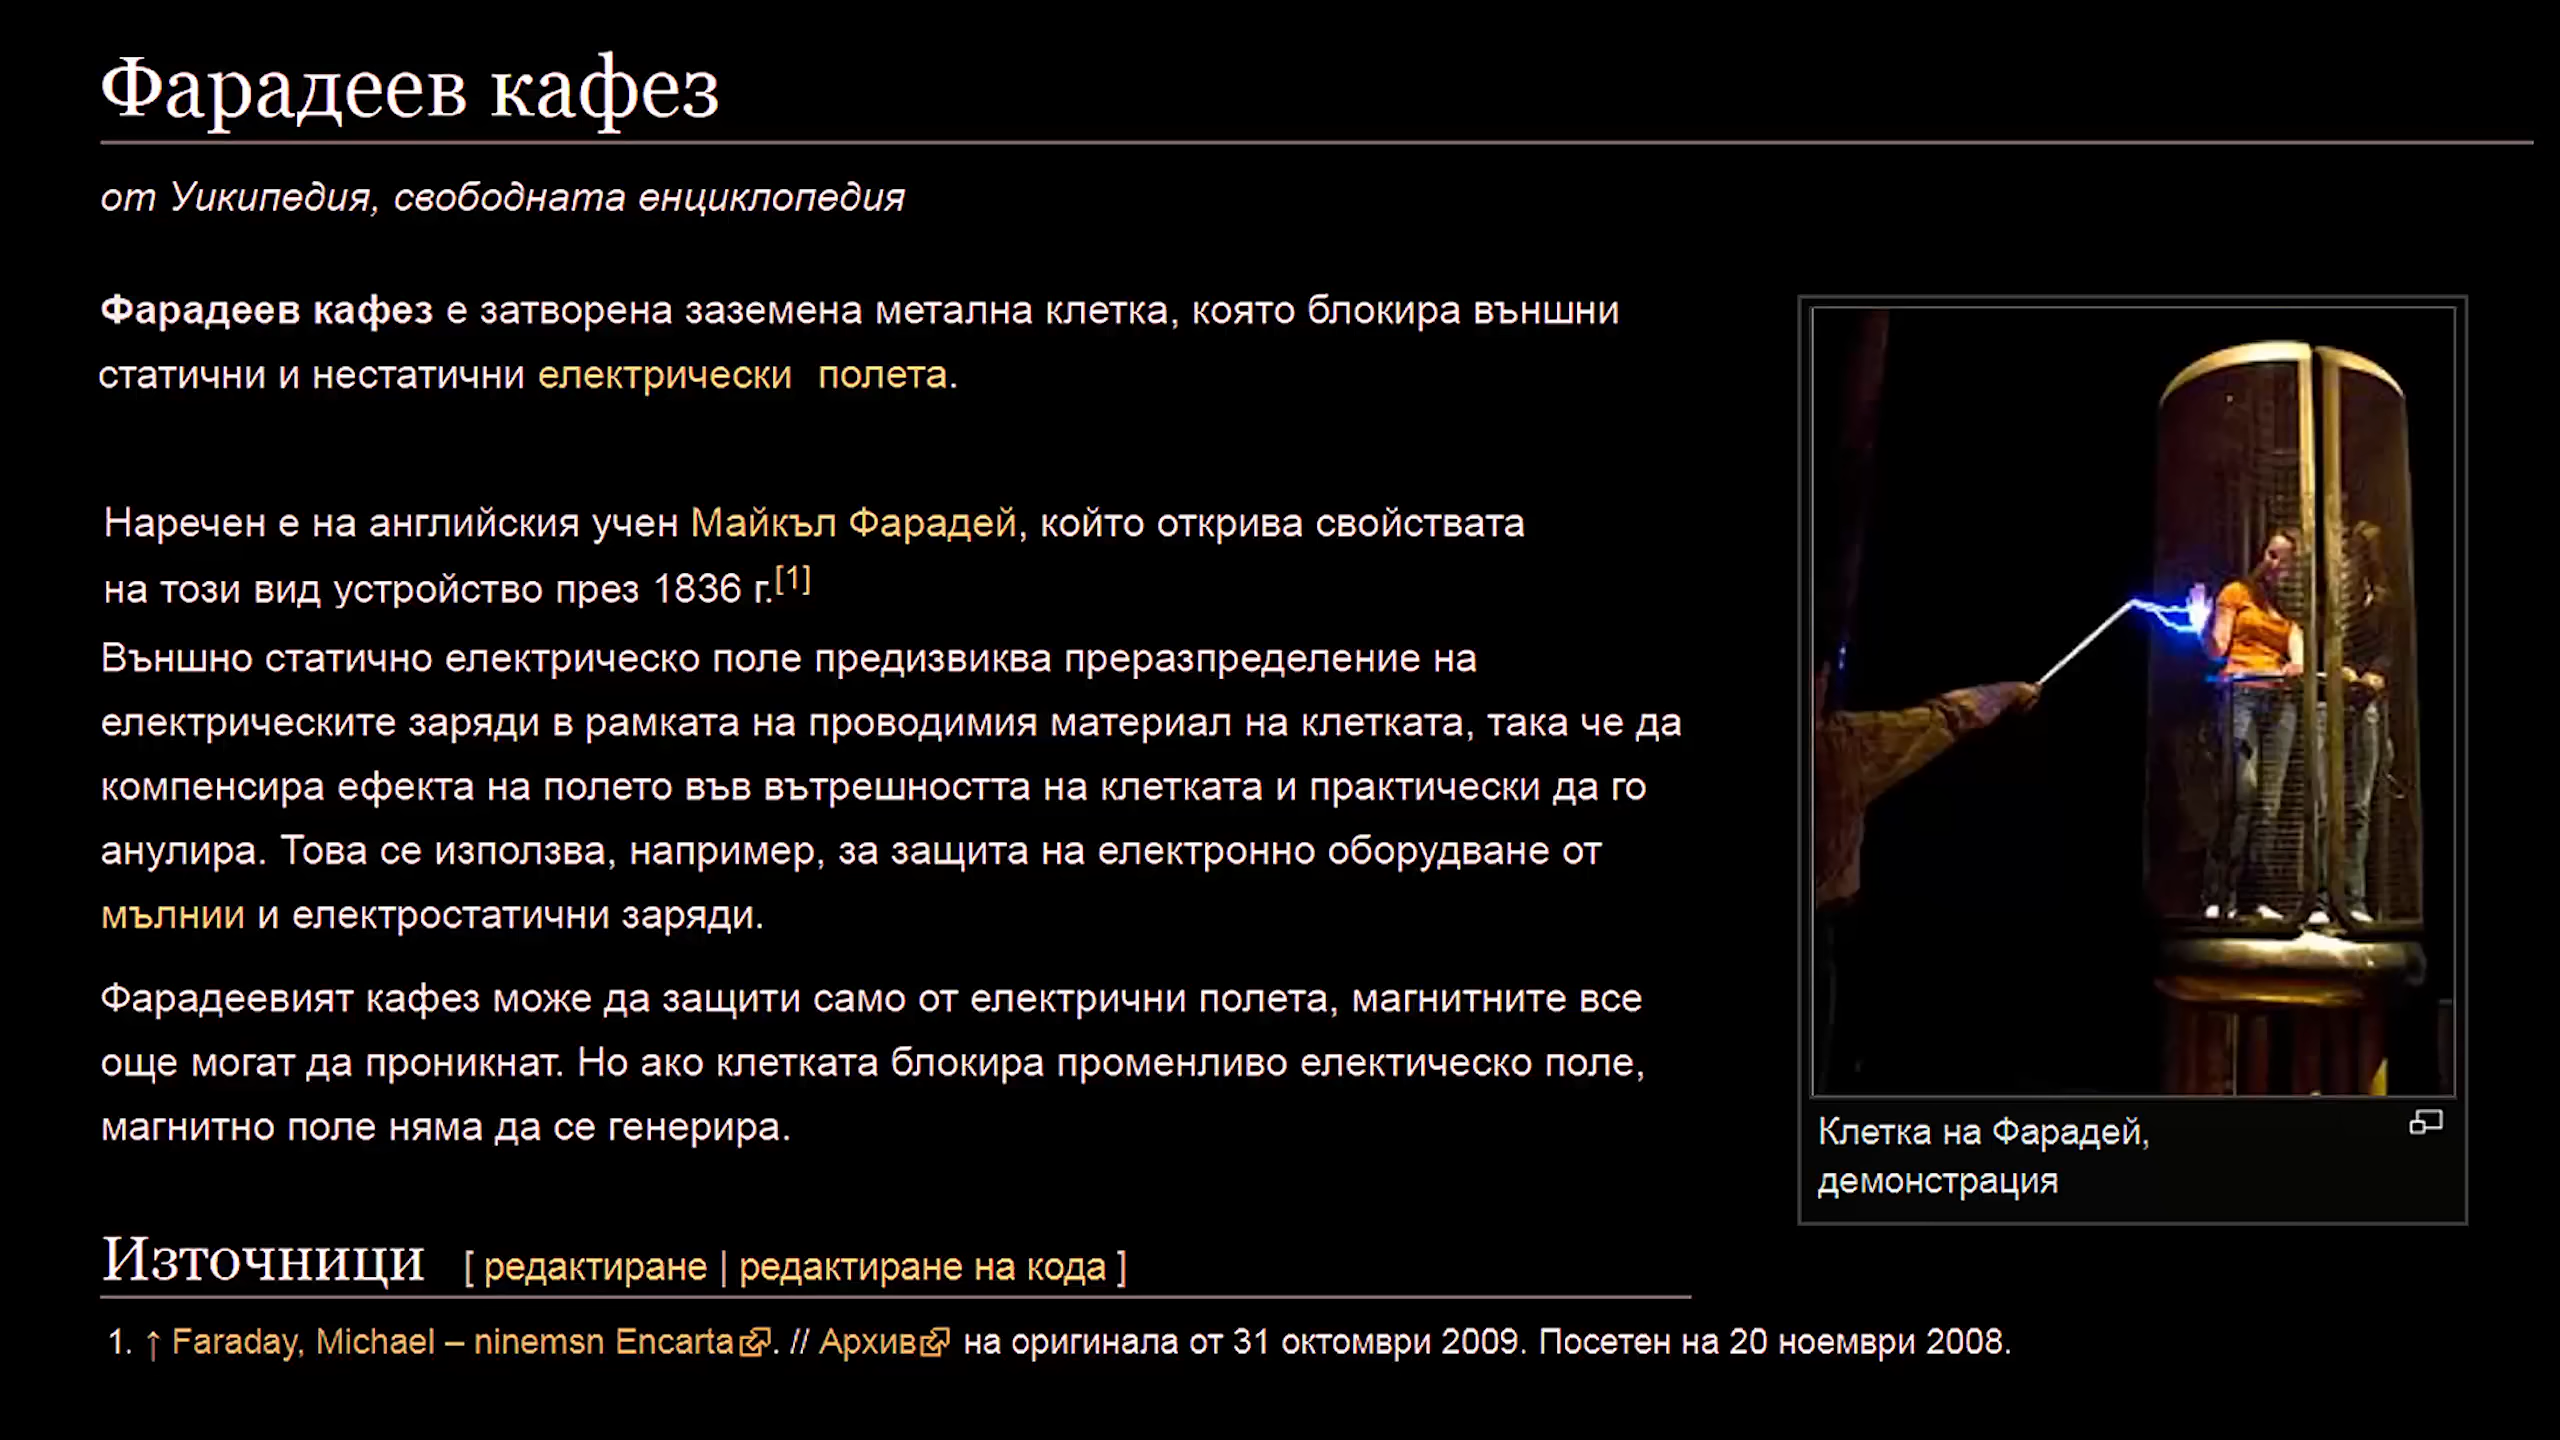 Фарадеев кафез
от Уикипедия, свободната енциклопедия
Фарадеев кафез е затворена заземена метална клетка, която блокира външни
статични и нестатични електрически полета.
Наречен е на английския учен Майкъл Фарадей, който открива свойствата
на този вид устройство през 1836 г.[1]
Външно статично електрическо поле предизвиква преразпределение на
електрическите заряди в рамката на проводимия материал на клетката, така че да
компенсира ефекта на полето във вътрешността на клетката и практически да го
анулира. Това се използва, например, за защита на електронно оборудване от
мълнии и електростатични заряди.
Фарадеевият кафез може да защити само от електрични полета, магнитните все
още могат да проникнат. Но ако клетката блокира променливо електическо поле,
магнитно поле няма да се генерира.
Клетка на Фарадей,
демонстрация
Източници [ редактиране | редактиране на кода ]
1. ↑ Faraday, Michael – ninemsn Encarta. // Архив на оригинала от 31 октомври 2009. Посетен на 20 ноември 2008.